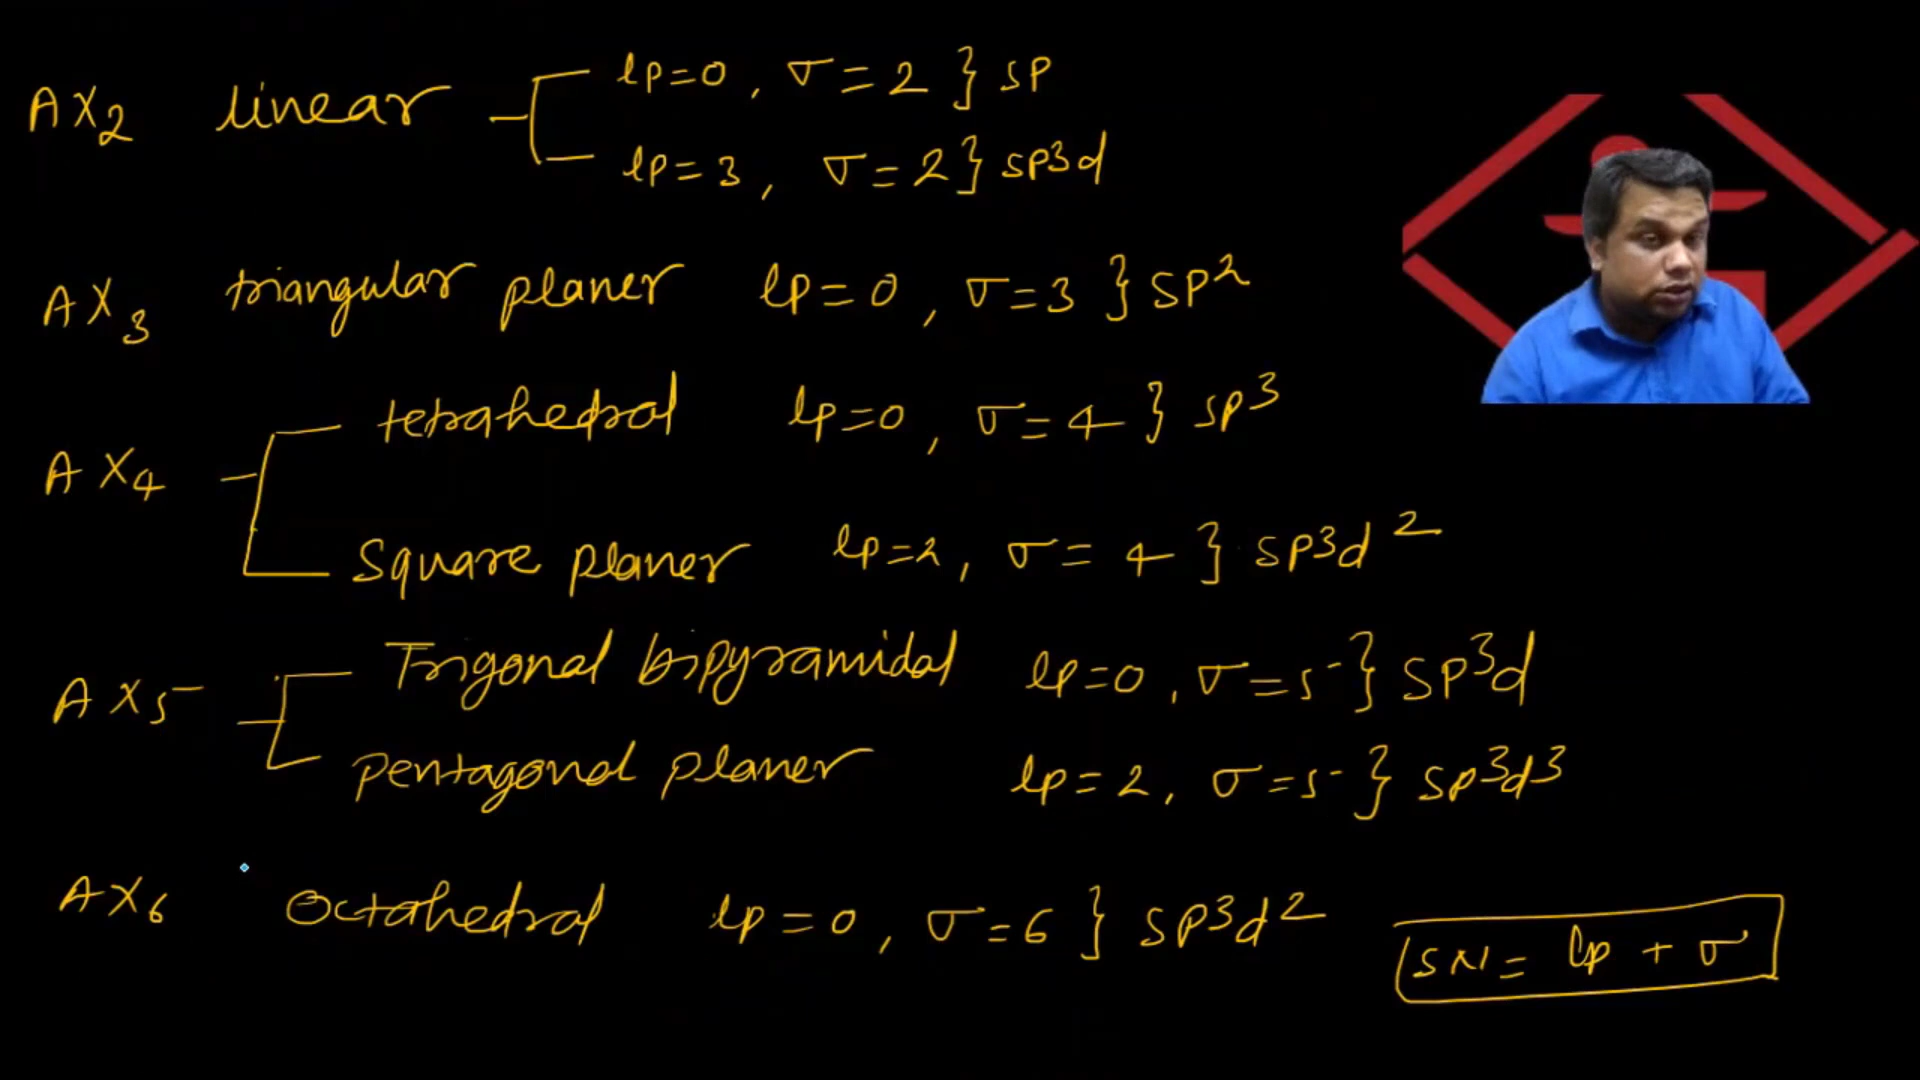 AX2 linear lp=0, σ=2 } sp
lp=3, σ=2 } sp3d
AX3 triangular planer lp=0, σ=3 } sp2
AX4 tetrahedral lp=0, σ=4 } sp3
Square planer lp=2, σ=4 } sp3d2
AX5 Trigonal bipyramidal lp=0, σ=5 } sp3d
pentagonal planer lp=2, σ=5 } sp3d3
AX6 Octahedral lp=0, σ=6 } sp3d2
SN = lp + σ